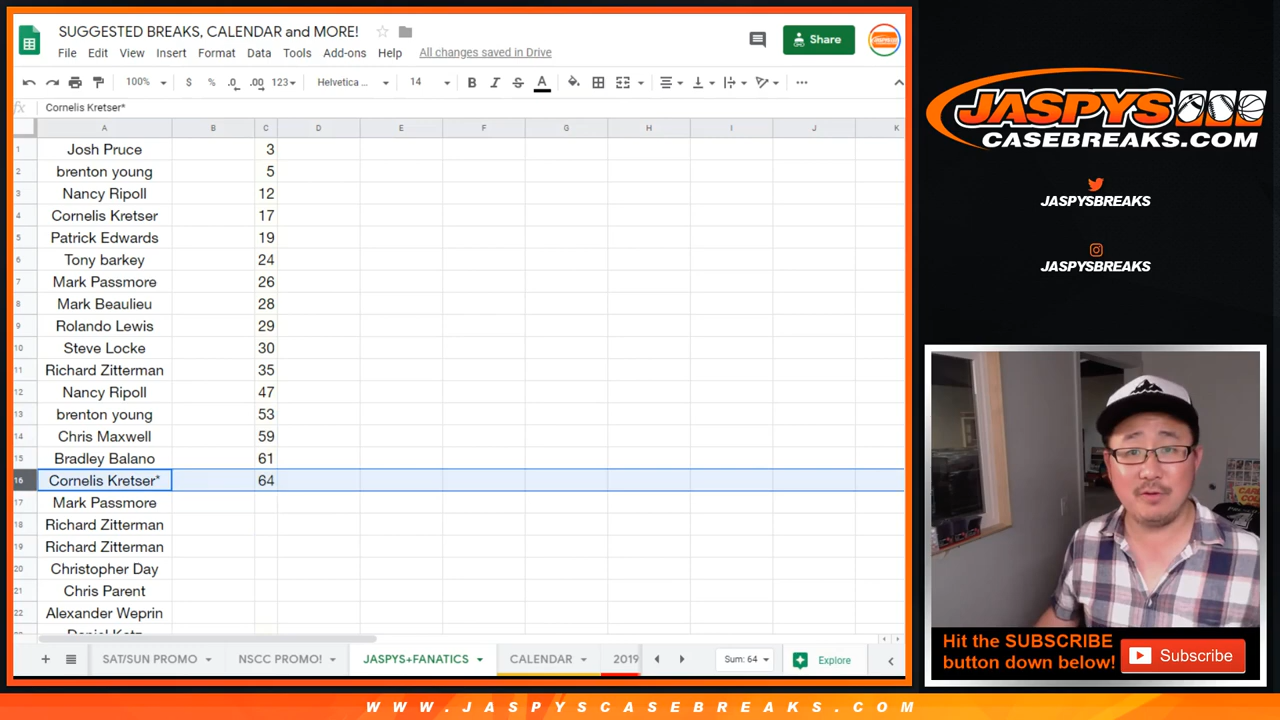 SUGGESTED BREAKS, CALENDAR and MORE!
File Edit View Insert Format Data Tools Add-ons Help All changes saved in Drive
Share
100% $ % .0 .00 123 Helvetica ... 14 B I S A ...
fx Cornelis Kretser*
A B C D E F G H I J K
1 Josh Pruce 3
2 brenton young 5
3 Nancy Ripoll 12
4 Cornelis Kretser 17
5 Patrick Edwards 19
6 Tony barkey 24
7 Mark Passmore 26
8 Mark Beaulieu 28
9 Rolando Lewis 29
10 Steve Locke 30
11 Richard Zitterman 35
12 Nancy Ripoll 47
13 brenton young 53
14 Chris Maxwell 59
15 Bradley Balano 61
16 Cornelis Kretser* 64
17 Mark Passmore
18 Richard Zitterman
19 Richard Zitterman
20 Christopher Day
21 Chris Parent
22 Alexander Weprin
SAT/SUN PROMO NSCC PROMO! JASPYS+FANATICS CALENDAR 2019
Sum: 64
Explore
JASPYS
CASEBREAKS.COM
JASPYSBREAKS
JASPYSBREAKS
Hit the SUBSCRIBE
button down below!
Subscribe
WWW.JASPYSCASEBREAKS.COM